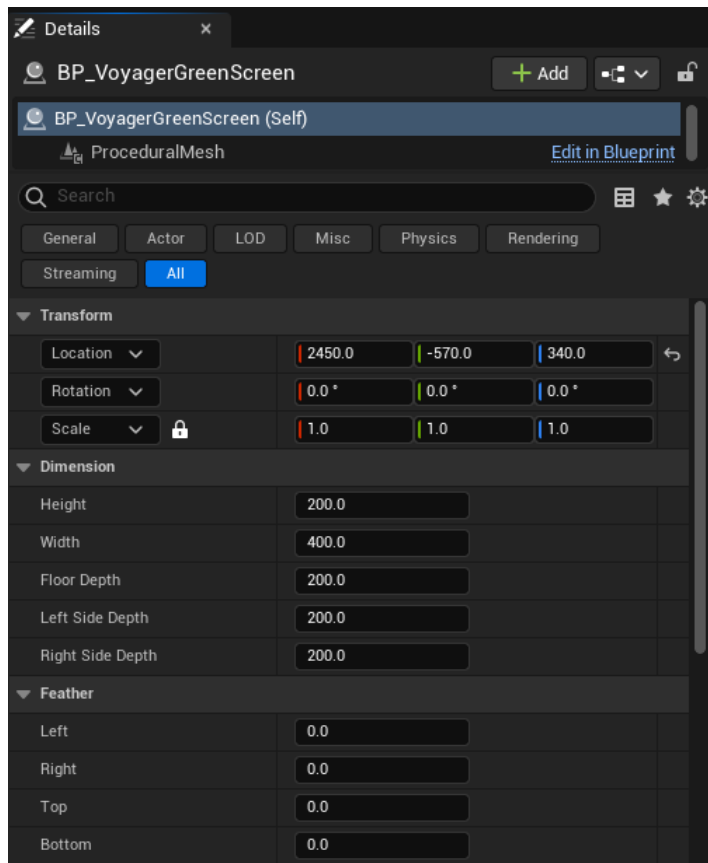 Details
BP_VoyagerGreenScreen
Add
BP_VoyagerGreenScreen (Self)
ProceduralMesh Edit in Blueprint
Search
General Actor LOD Misc Physics Rendering
Streaming All
Transform
Location 2450.0 -570.0 340.0
Rotation 0.0 ° 0.0 ° 0.0 °
Scale 1.0 1.0 1.0
Dimension
Height 200.0
Width 400.0
Floor Depth 200.0
Left Side Depth 200.0
Right Side Depth 200.0
Feather
Left 0.0
Right 0.0
Top 0.0
Bottom 0.0